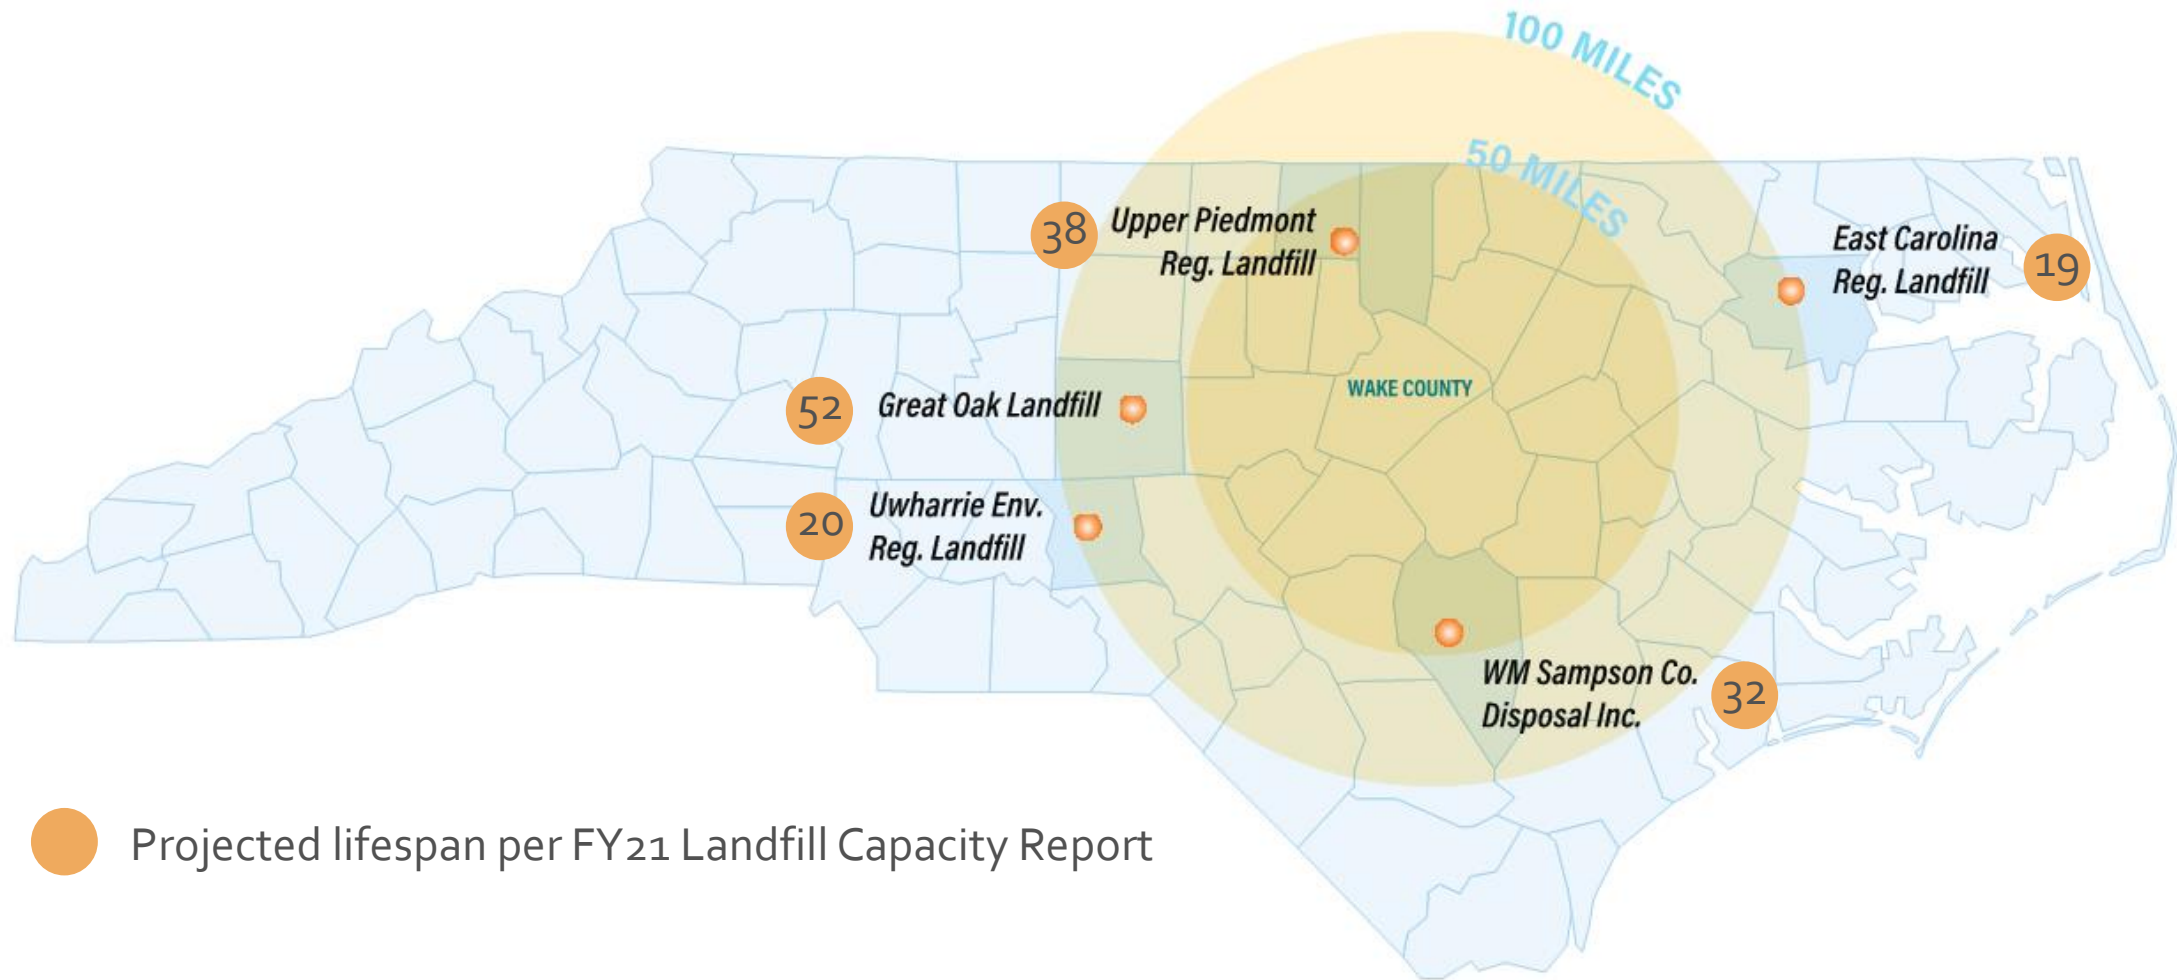 100 MILES
50 MILES
38
Upper Piedmont
Reg. Landfill
East Carolina
Reg. Landfill
19
WAKE COUNTY
52
Great Oak Landfill
20
Uwharrie Env.
Reg. Landfill
WM Sampson Co.
Disposal Inc.
32
Projected lifespan per FY21 Landfill Capacity Report